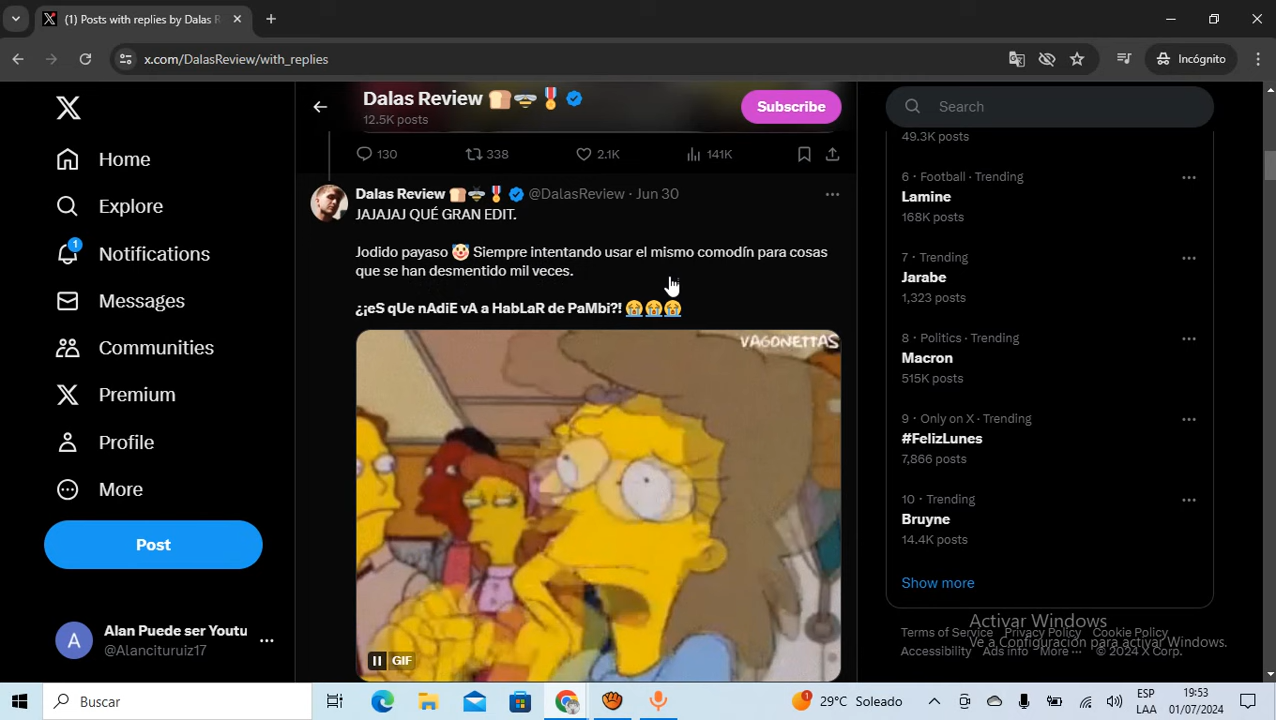 (1) Posts with replies by Dalas R
x.com/DalasReview/with_replies
Incógnito
Home
Explore
1
Notifications
Messages
Communities
Premium
Profile
More
Post
Alan Puede ser Youtu
@Alancituruiz17
Dalas Review
12.5K posts
Subscribe
130
338
2.1K
141K
Dalas Review @DalasReview · Jun 30
JAJAJAJ QUÉ GRAN EDIT.
Jodido payaso 🤡 Siempre intentando usar el mismo comodín para cosas
que se han desmentido mil veces.
¿¡eS qUe nAdiE vA a HabLaR de PaMbi?! 😭😭😭
VAGONETTAS
GIF
Search
49.3K posts
6 · Football · Trending
Lamine
168K posts
7 · Trending
Jarabe
1,323 posts
8 · Politics · Trending
Macron
515K posts
9 · Only on X · Trending
#FelizLunes
7,866 posts
10 · Trending
Bruyne
14.4K posts
Show more
Activar Windows
Ve a Configuración para activar Windows.
Terms of Service Privacy Policy Cookie Policy
Accessibility Ads info More ··· © 2024 X Corp.
Buscar
1
29°C Soleado
ESP
LAA
19:53
01/07/2024